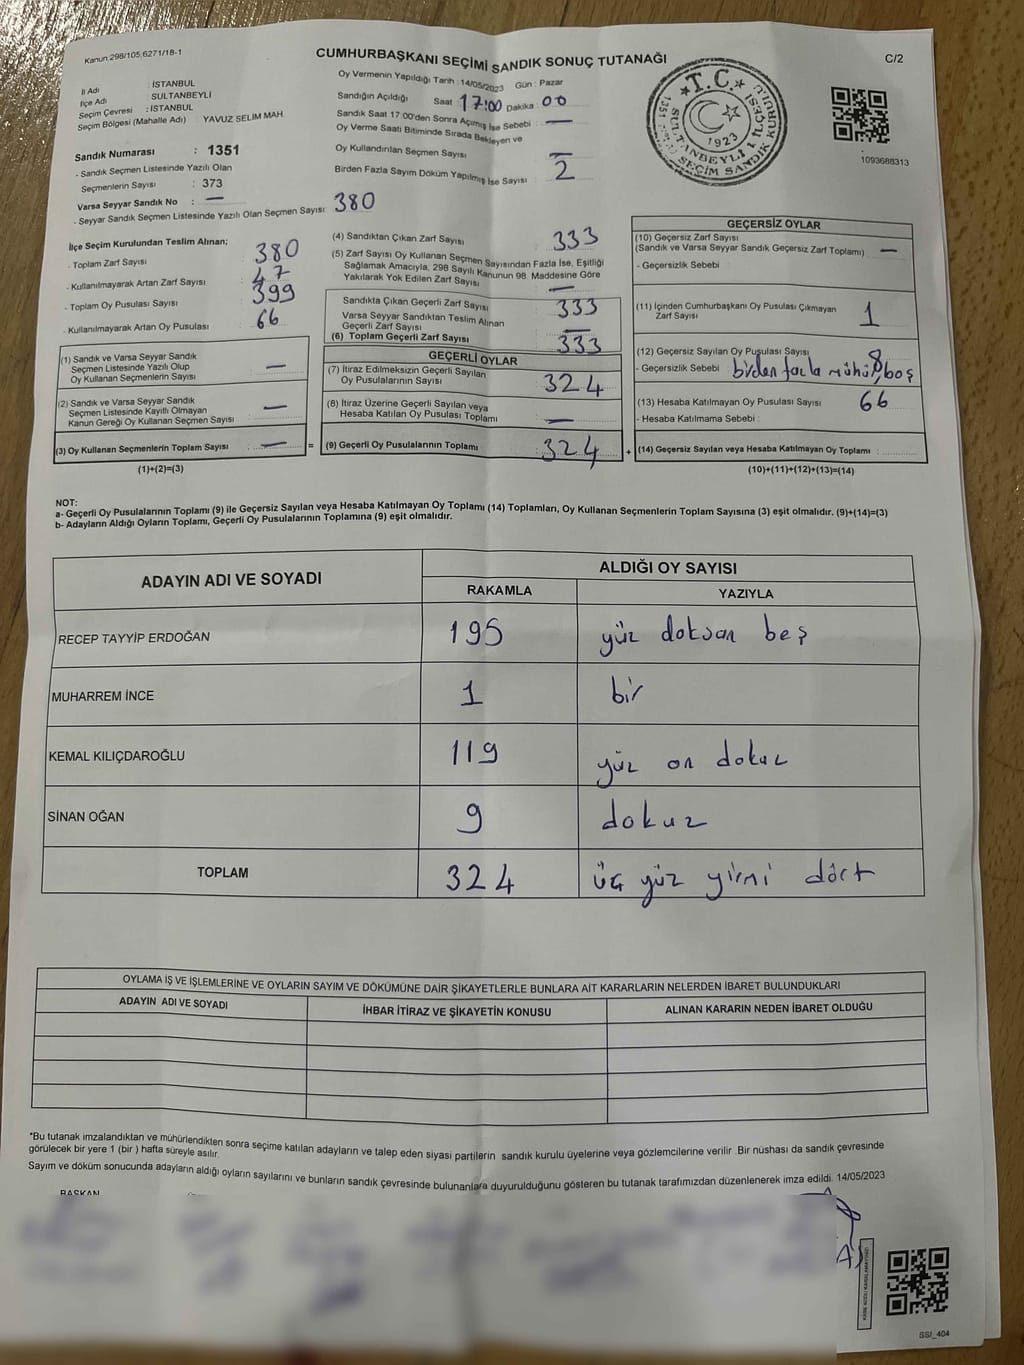 Kanun:298/105,6271/18-1
CUMHURBAŞKANI SEÇİMİ SANDIK SONUÇ TUTANAĞI
C/2
İl Adı : İSTANBUL
İlçe Adı : SULTANBEYLİ
Seçim Çevresi : İSTANBUL
Seçim Bölgesi (Mahalle Adı) YAVUZ SELIM MAH
Sandık Numarası : 1351
- Sandık Seçmen Listesinde Yazılı Olan
Seçmenlerin Sayısı : 373
Varsa Seyyar Sandık No : —
- Seyyar Sandık Seçmen Listesinde Yazılı Olan Seçmen Sayısı: 380
Oy Vermenin Yapıldığı Tarih : 14/05/2023 Gün : Pazar
Sandığın Açıldığı Saat 17:00 Dakika 00
Sandık Saat 17:00'den Sonra Açımış İse Sebebi : —
Oy Verme Saati Bitiminde Sırada Bekleyen ve
Oy Kullandırılan Seçmen Sayısı : —
Birden Fazla Sayım Döküm Yapılmış İse Sayısı : 2
T.C.
1923
1351
SULTANBEYLİ 1. İLÇESİ
SEÇİM SANDIK KURULU
1093688313
İlçe Seçim Kurulundan Teslim Alınan;
- Toplam Zarf Sayısı : 380
- Kullanılmayarak Artan Zarf Sayısı : 47
- Toplam Oy Pusulası Sayısı : 399
- Kullanılmayarak Artan Oy Pusulası : 66
(1) Sandık ve Varsa Seyyar Sandık
Seçmen Listesinde Yazılı Olup
Oy Kullanan Seçmenlerin Sayısı : —
(2) Sandık ve Varsa Seyyar Sandık
Seçmen Listesinde Kayıtlı Olmayan
Kanun Gereği Oy Kullanan Seçmen Sayısı : —
(3) Oy Kullanan Seçmenlerin Toplam Sayısı : — =
(1)+(2)=(3)
(4) Sandıktan Çıkan Zarf Sayısı : 333
(5) Zarf Sayısı Oy Kullanan Seçmen Sayısından Fazla İse, Eşitliği
Sağlamak Amacıyla, 298 Sayılı Kanunun 98. Maddesine Göre
Yakılarak Yok Edilen Zarf Sayısı : —
Sandıkta Çıkan Geçerli Zarf Sayısı : 333
Varsa Seyyar Sandıktan Teslim Alınan
Geçerli Zarf Sayısı : —
(6) Toplam Geçerli Zarf Sayısı : 333
GEÇERLİ OYLAR
(7) İtiraz Edilmeksizin Geçerli Sayılan
Oy Pusulalarının Sayısı : 324
(8) İtiraz Üzerine Geçerli Sayılan veya
Hesaba Katılan Oy Pusulası Toplamı : —
(9) Geçerli Oy Pusulalarının Toplamı : 324 +
GEÇERSİZ OYLAR
(10) Geçersiz Zarf Sayısı
(Sandık ve Varsa Seyyar Sandık Geçersiz Zarf Toplamı) : —
- Geçersizlik Sebebi :
(11) İçinden Cumhurbaşkanı Oy Pusulası Çıkmayan
Zarf Sayısı : 1
(12) Geçersiz Sayılan Oy Pusulası Sayısı : 8
- Geçersizlik Sebebi : birden fazla mühür, boş
(13) Hesaba Katılmayan Oy Pusulası Sayısı : 66
- Hesaba Katılmama Sebebi :
(14) Geçersiz Sayılan veya Hesaba Katılmayan Oy Toplamı :
(10)+(11)+(12)+(13)=(14)
NOT:
a- Geçerli Oy Pusulalarının Toplamı (9) ile Geçersiz Sayılan veya Hesaba Katılmayan Oy Toplamı (14) Toplamları, Oy Kullanan Seçmenlerin Toplam Sayısına (3) eşit olmalıdır. (9)+(14)=(3)
b- Adayların Aldığı Oyların Toplamı, Geçerli Oy Pusulalarının Toplamına (9) eşit olmalıdır.
ADAYIN ADI VE SOYADI
ALDIĞI OY SAYISI
RAKAMLA YAZIYLA
RECEP TAYYİP ERDOĞAN 195 yüz doksan beş
MUHARREM İNCE 1 bir
KEMAL KILIÇDAROĞLU 119 yüz on dokuz
SİNAN OĞAN 9 dokuz
TOPLAM 324 üç yüz yirmi dört
OYLAMA İŞ VE İŞLEMLERİNE VE OYLARIN SAYIM VE DÖKÜMÜNE DAİR ŞİKAYETLERLE BUNLARA AİT KARARLARIN NELERDEN İBARET BULUNDUKLARI
ADAYIN ADI VE SOYADI İHBAR İTİRAZ VE ŞİKAYETİN KONUSU ALINAN KARARIN NEDEN İBARET OLDUĞU
*Bu tutanak imzalandıktan ve mühürlendikten sonra seçime katılan adayların ve talep eden siyasi partilerin sandık kurulu üyelerine veya gözlemcilerine verilir. Bir nüshası da sandık çevresinde
görülecek bir yere 1 (bir ) hafta süreyle asılır.
Sayım ve döküm sonucunda adayların aldığı oyların sayılarını ve bunların sandık çevresinde bulunanlara duyurulduğunu gösteren bu tutanak tarafımızdan düzenlenerek imza edildi. 14/05/2023
BAŞKAN
SSI_404